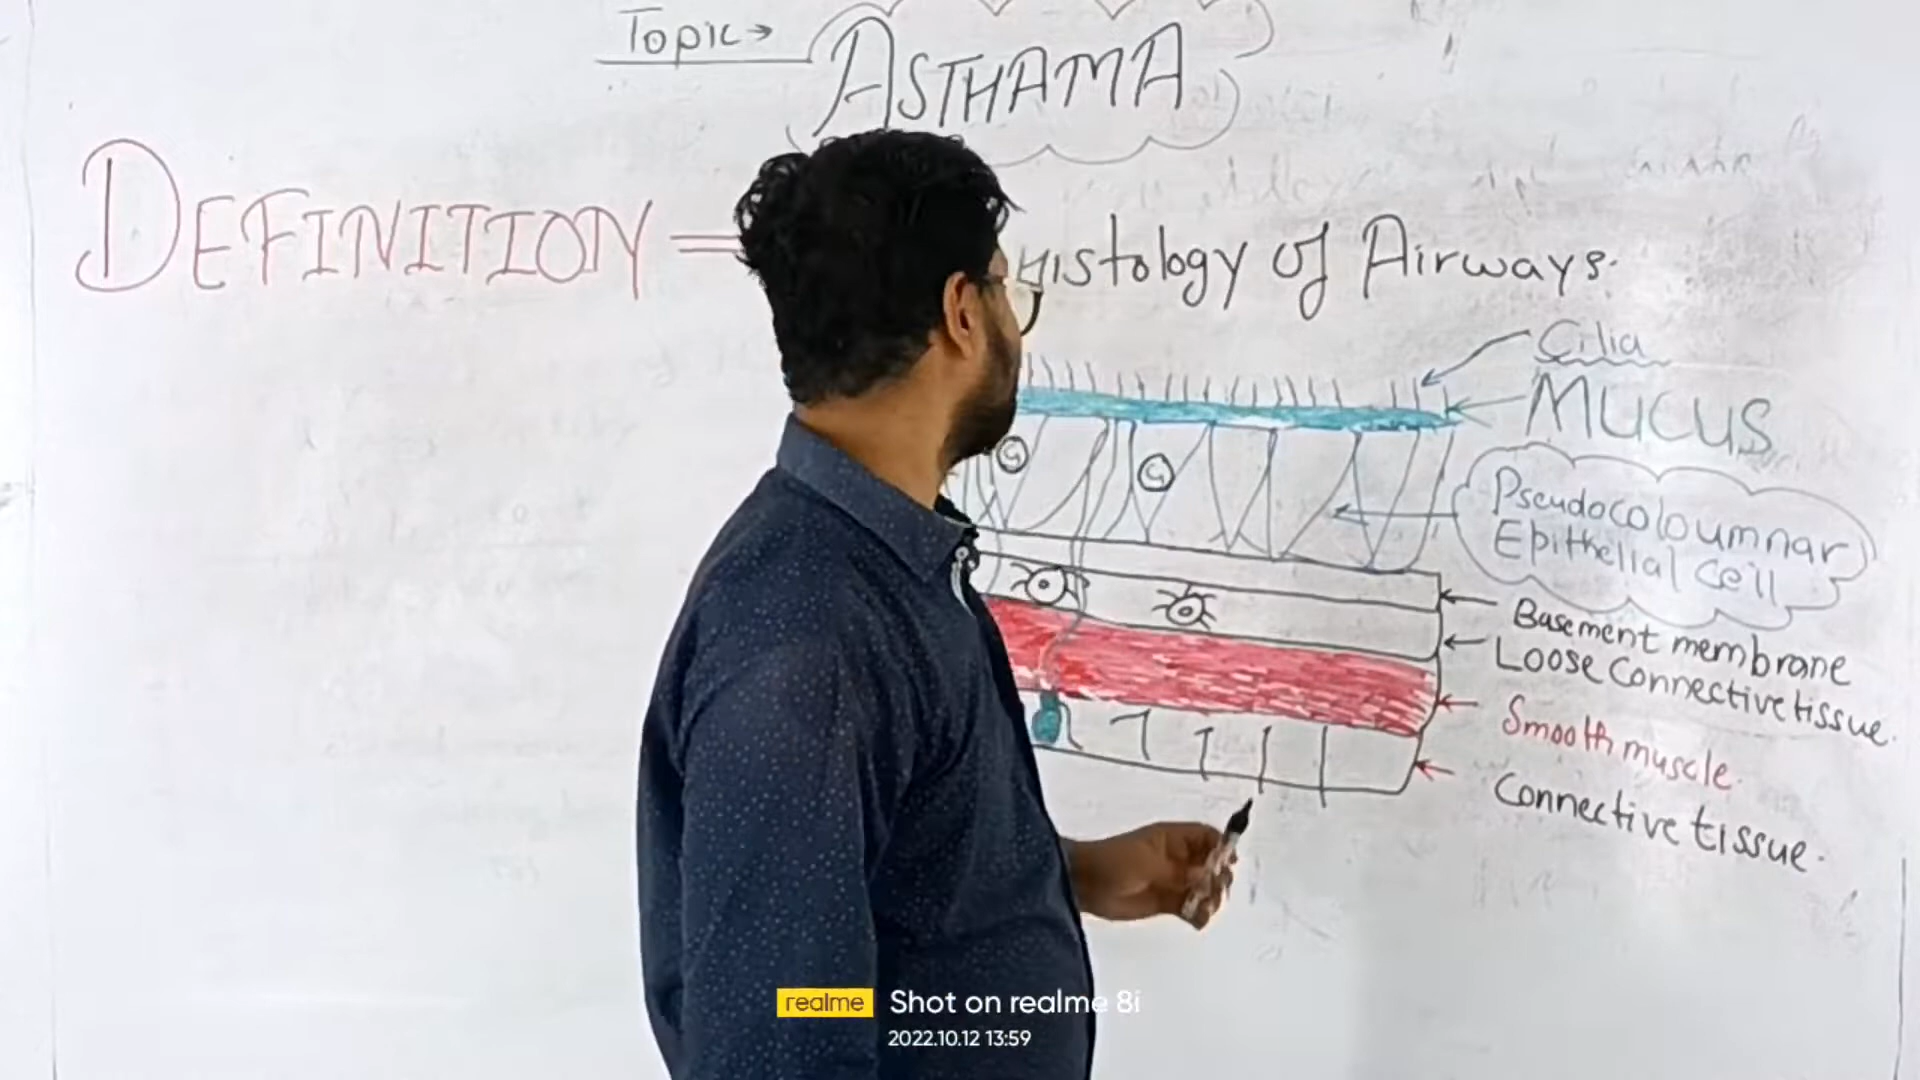 Topic→
ASTHAMA
DEFINITION =
Histology of Airways.
Cilia
MUCUS
G
G
Pseudocoloumnar
Epithelial cell
Basement membrane
Loose Connective tissue.
Smooth muscle.
Connective tissue.
realme Shot on realme 8i
2022.10.12 13:59